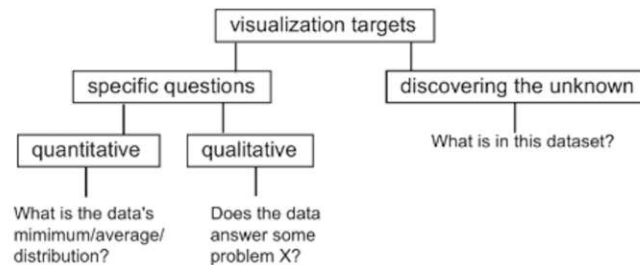 visualization targets
specific questions
discovering the unknown
quantitative
qualitative
What is in this dataset?
What is the data's
mimimum/average/
distribution?
Does the data
answer some
problem X?